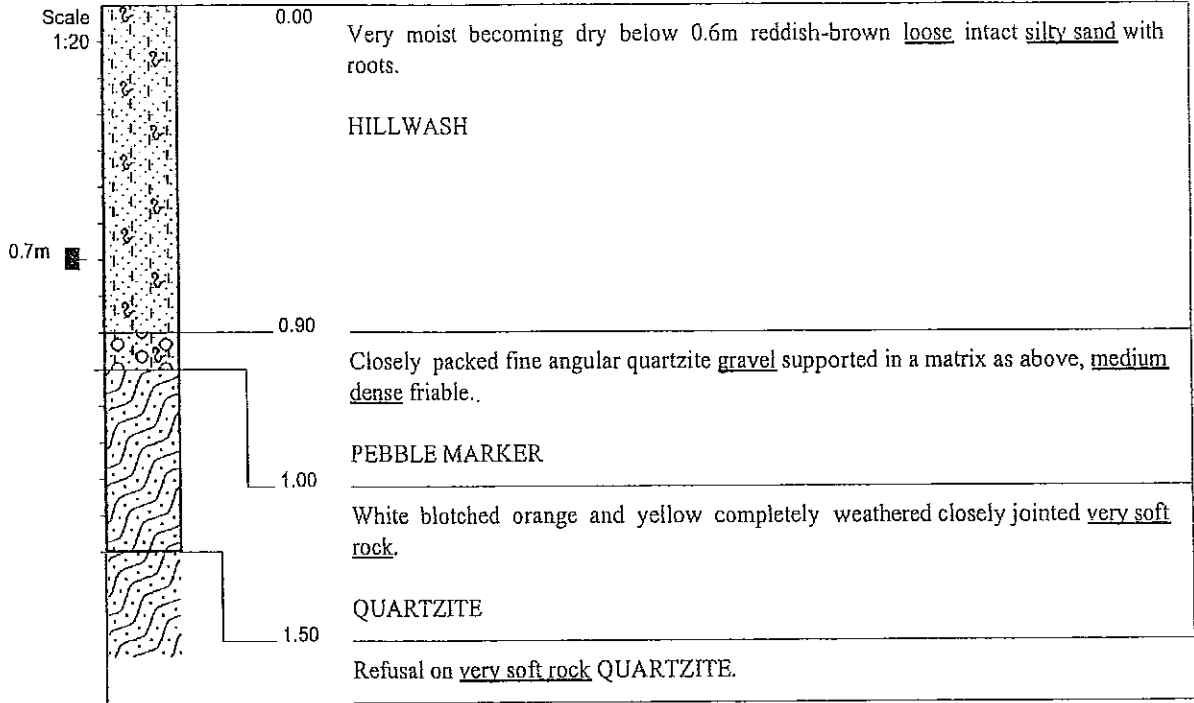 Scale
1:20
0.00
Very moist becoming dry below 0.6m reddish-brown loose intact silty sand with
roots.
HILLWASH
0.7m
0.90
Closely packed fine angular quartzite gravel supported in a matrix as above, medium
dense friable..
PEBBLE MARKER
1.00
White blotched orange and yellow completely weathered closely jointed very soft
rock.
QUARTZITE
1.50
Refusal on very soft rock QUARTZITE.